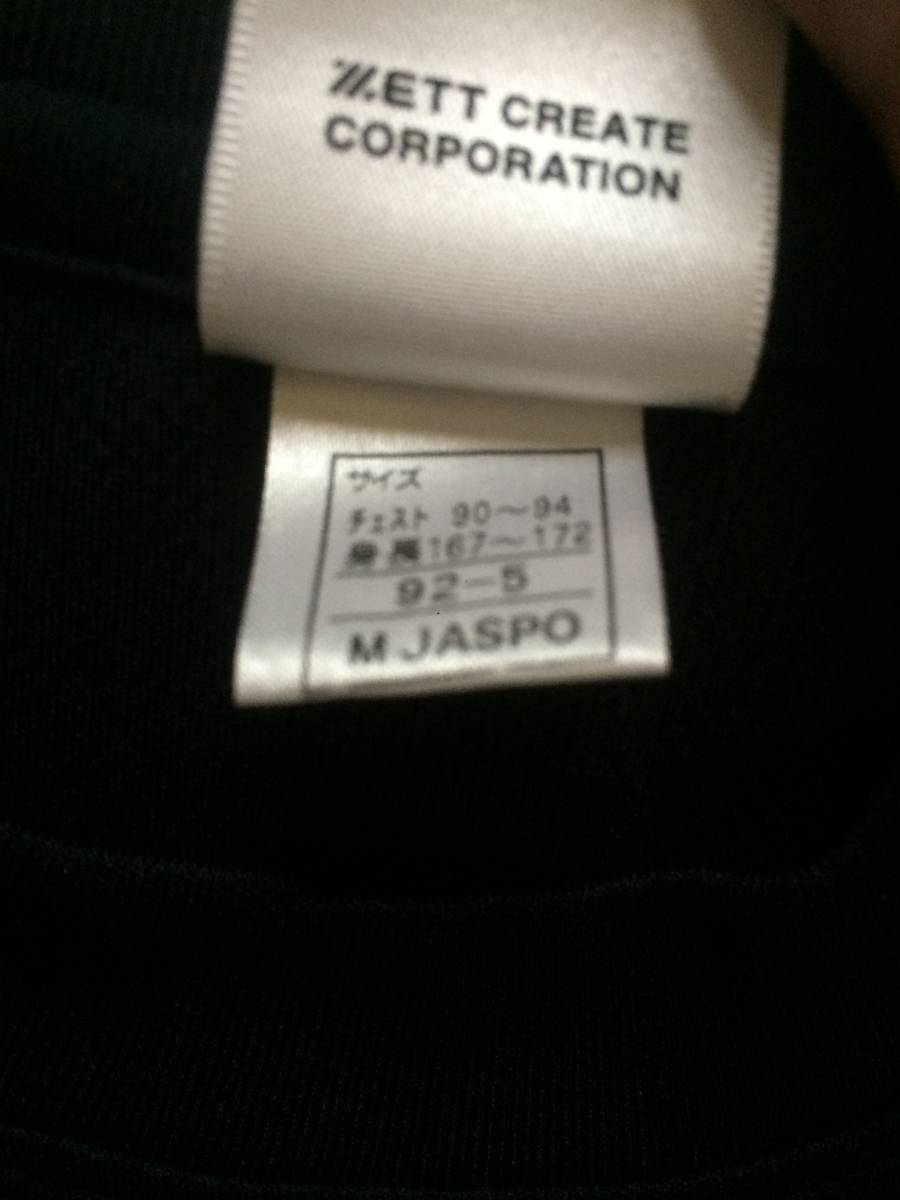 ZETT CREATE
CORPORATION
サイズ
チェスト 90～94
身長167～172
92－5
M JASPO